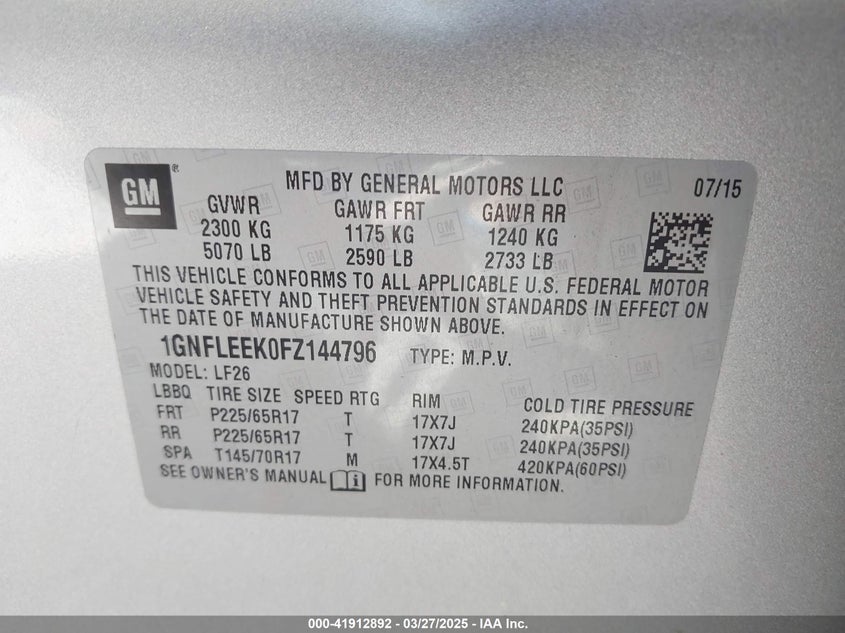 GM ® MFD BY GENERAL MOTORS LLC 07/15
GVWR GAWR FRT GAWR RR
2300 KG 1175 KG 1240 KG
5070 LB 2590 LB 2733 LB
THIS VEHICLE CONFORMS TO ALL APPLICABLE U.S. FEDERAL MOTOR
VEHICLE SAFETY AND THEFT PREVENTION STANDARDS IN EFFECT ON
THE DATE OF MANUFACTURE SHOWN ABOVE.
1GNFLEEK0FZ144796 TYPE: M.P.V.
MODEL: LF26
LBBQ TIRE SIZE SPEED RTG RIM COLD TIRE PRESSURE
FRT P225/65R17 T 17X7J 240KPA(35PSI)
RR P225/65R17 T 17X7J 240KPA(35PSI)
SPA T145/70R17 M 17X4.5T 420KPA(60PSI)
SEE OWNER'S MANUAL FOR MORE INFORMATION.
000-41912892 | 03/27/2025 - IAA Inc.